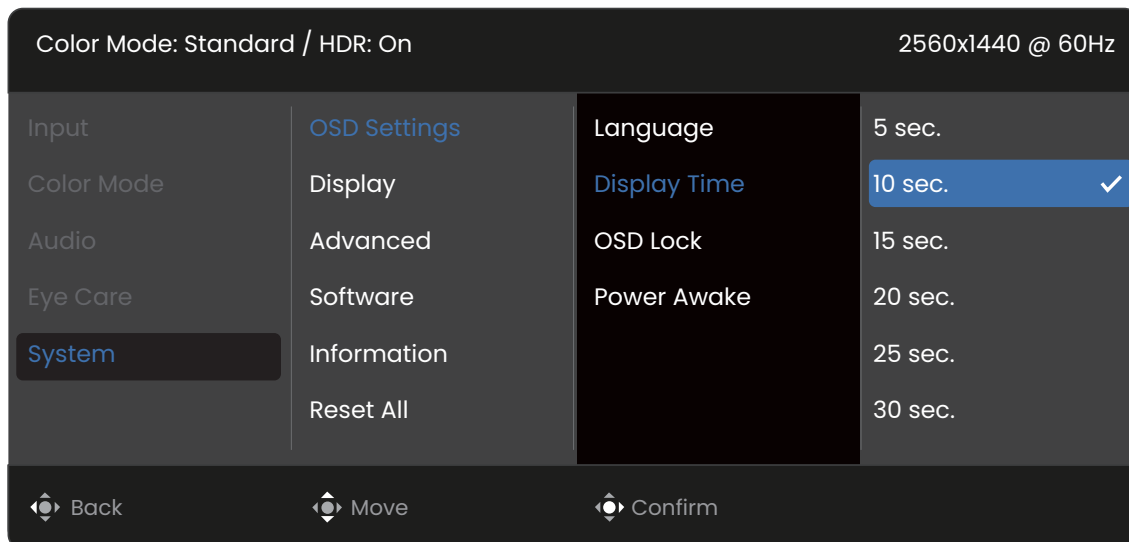 Color Mode: Standard / HDR: On
2560x1440 @ 60Hz
Input
Color Mode
Audio
Eye Care
System
OSD Settings
Display
Advanced
Software
Information
Reset All
Language
Display Time
OSD Lock
Power Awake
5 sec.
10 sec.
15 sec.
20 sec.
25 sec.
30 sec.
Back
Move
Confirm